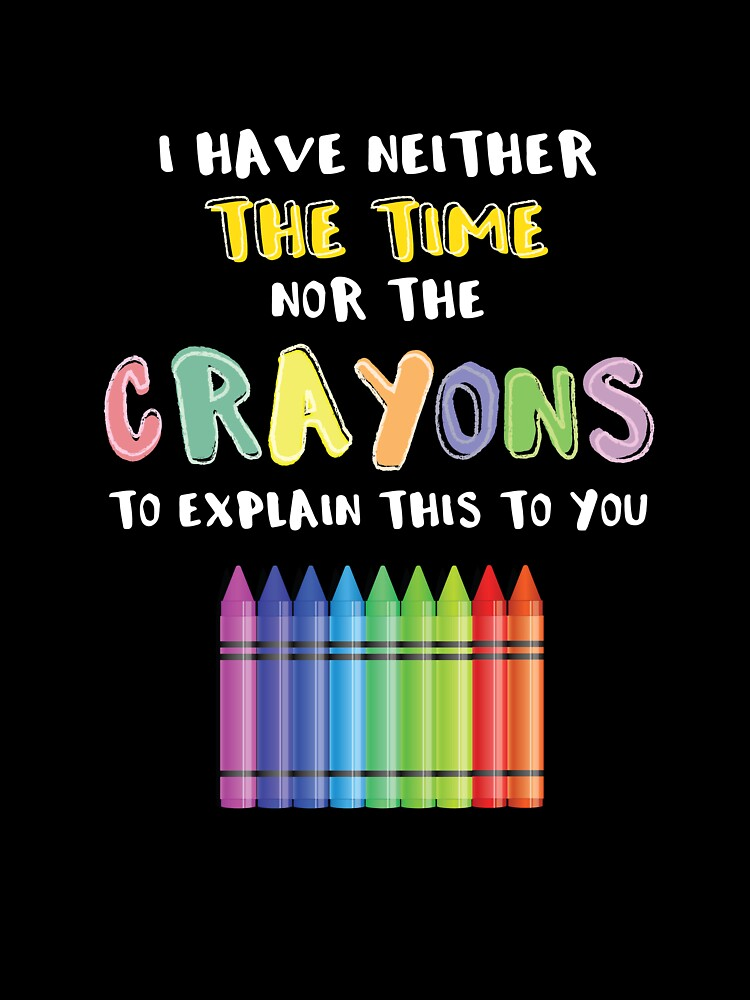 I HAVE NEITHER
THE TIME
NOR THE
CRAYONS
TO EXPLAIN THIS TO YOU